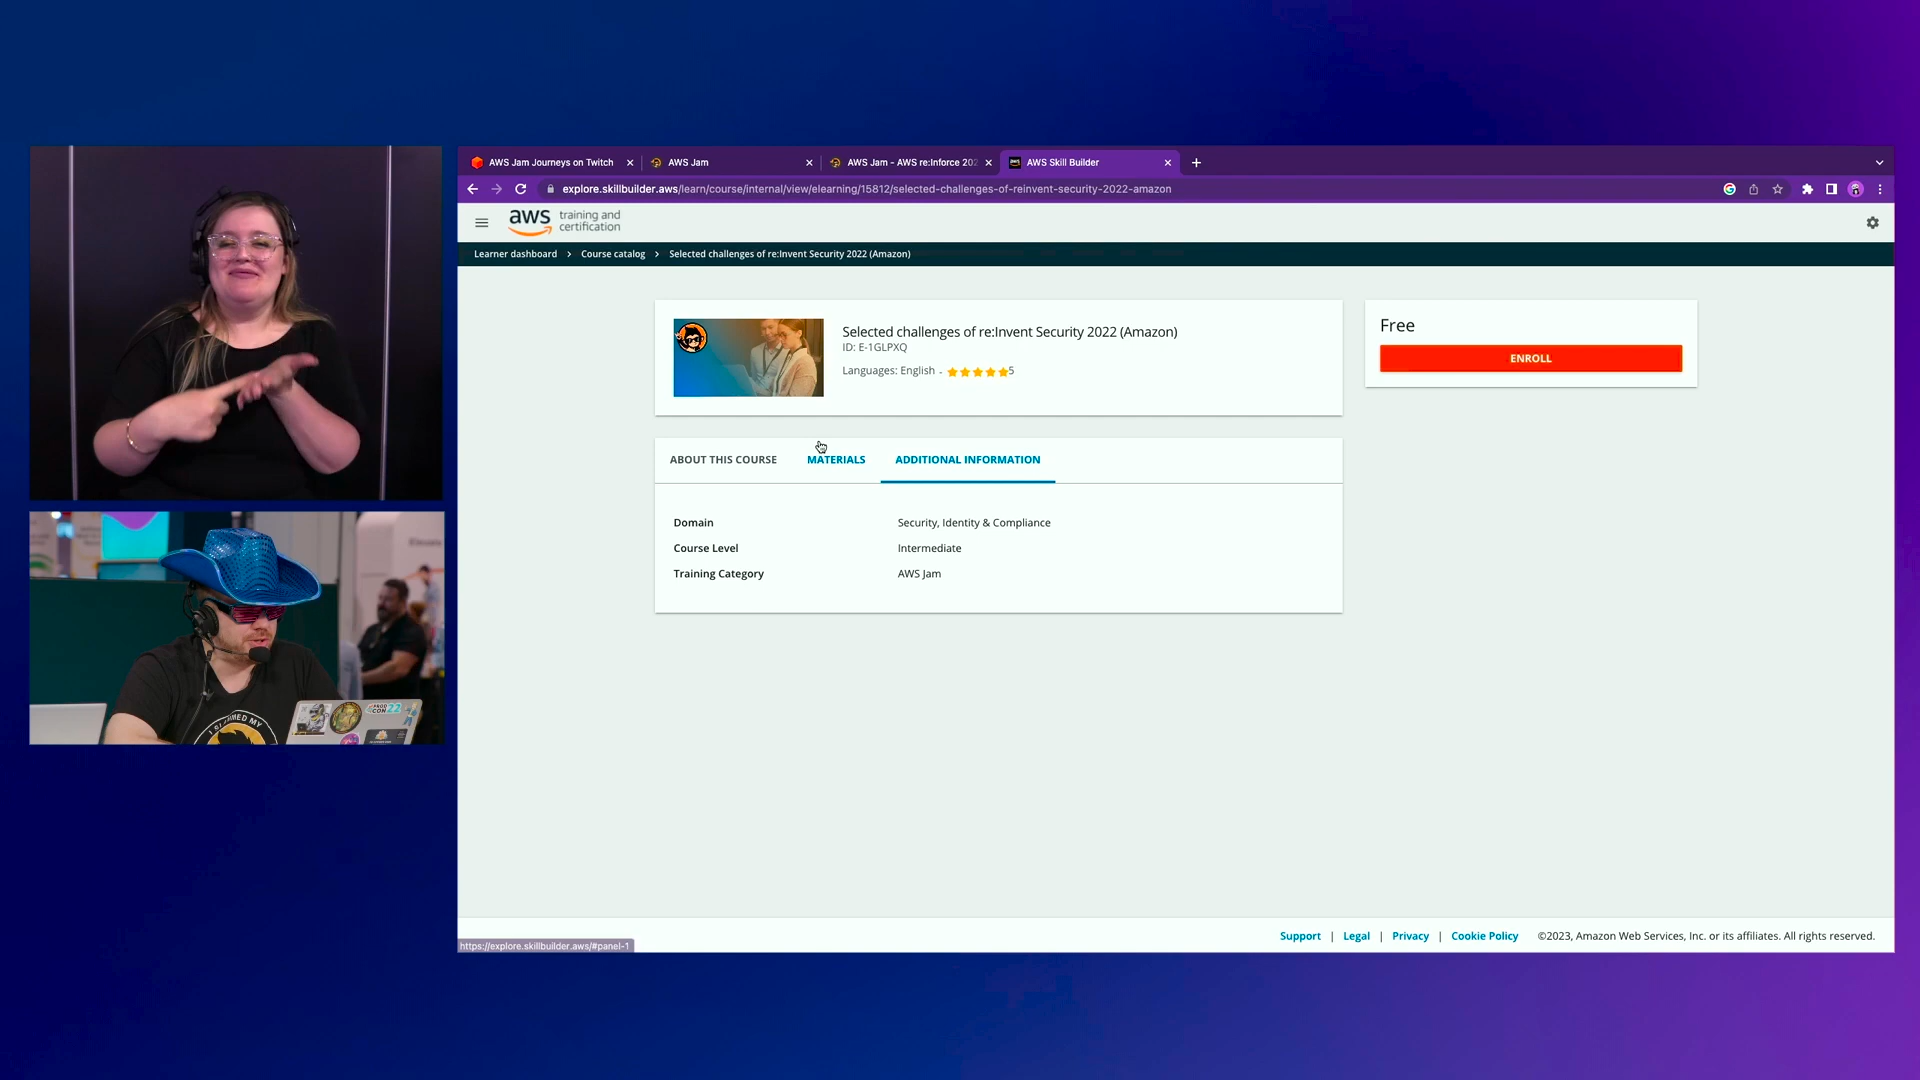 AWS Jam Journeys on Twitch
AWS Jam
AWS Jam - AWS re:Inforce 202
AWS Skill Builder
explore.skillbuilder.aws/learn/course/internal/view/elearning/15812/selected-challenges-of-reinvent-security-2022-amazon
aws training and certification
Learner dashboard > Course catalog > Selected challenges of re:Invent Security 2022 (Amazon)
Selected challenges of re:Invent Security 2022 (Amazon)
ID: E-1GLPXQ
Languages: English - 5
Free
ENROLL
ABOUT THIS COURSE
MATERIALS
ADDITIONAL INFORMATION
Domain
Security, Identity & Compliance
Course Level
Intermediate
Training Category
AWS Jam
PROD
CON 22
https://explore.skillbuilder.aws/#panel-1
Support | Legal | Privacy | Cookie Policy
©2023, Amazon Web Services, Inc. or its affiliates. All rights reserved.